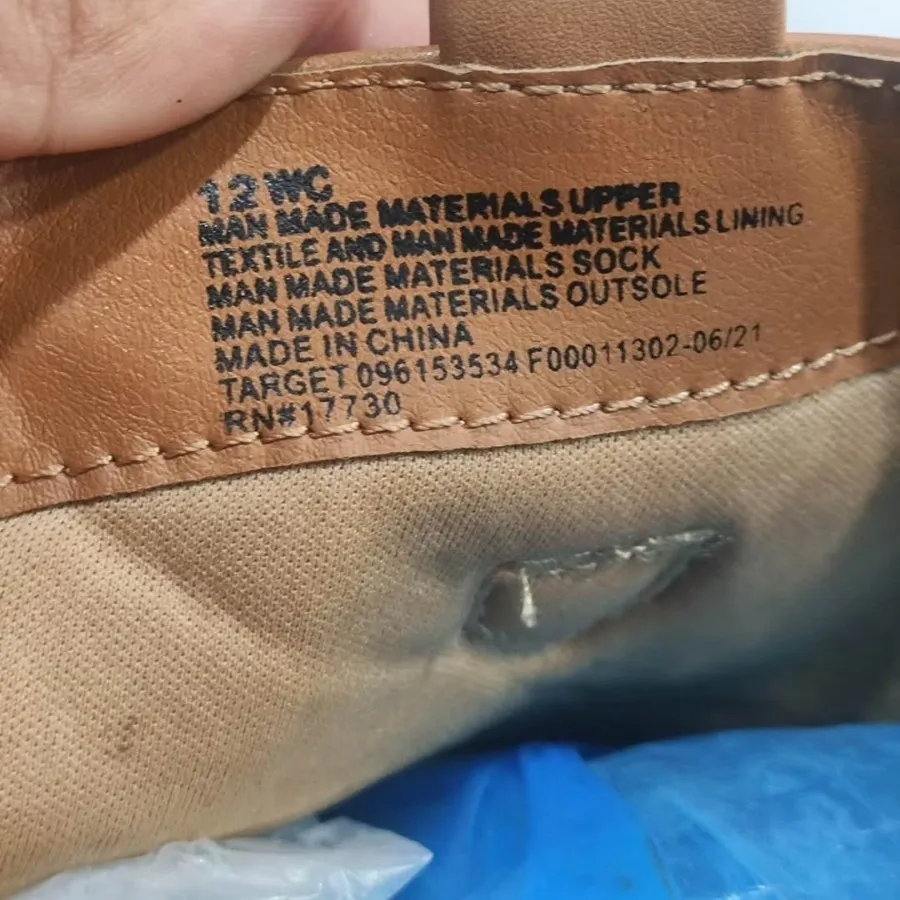 12 WC
MAN MADE MATERIALS UPPER
TEXTILE AND MAN MADE MATERIALS LINING
MAN MADE MATERIALS SOCK
MAN MADE MATERIALS OUTSOLE
MADE IN CHINA
TARGET 096153534 F00011302-06/21
RN#17730